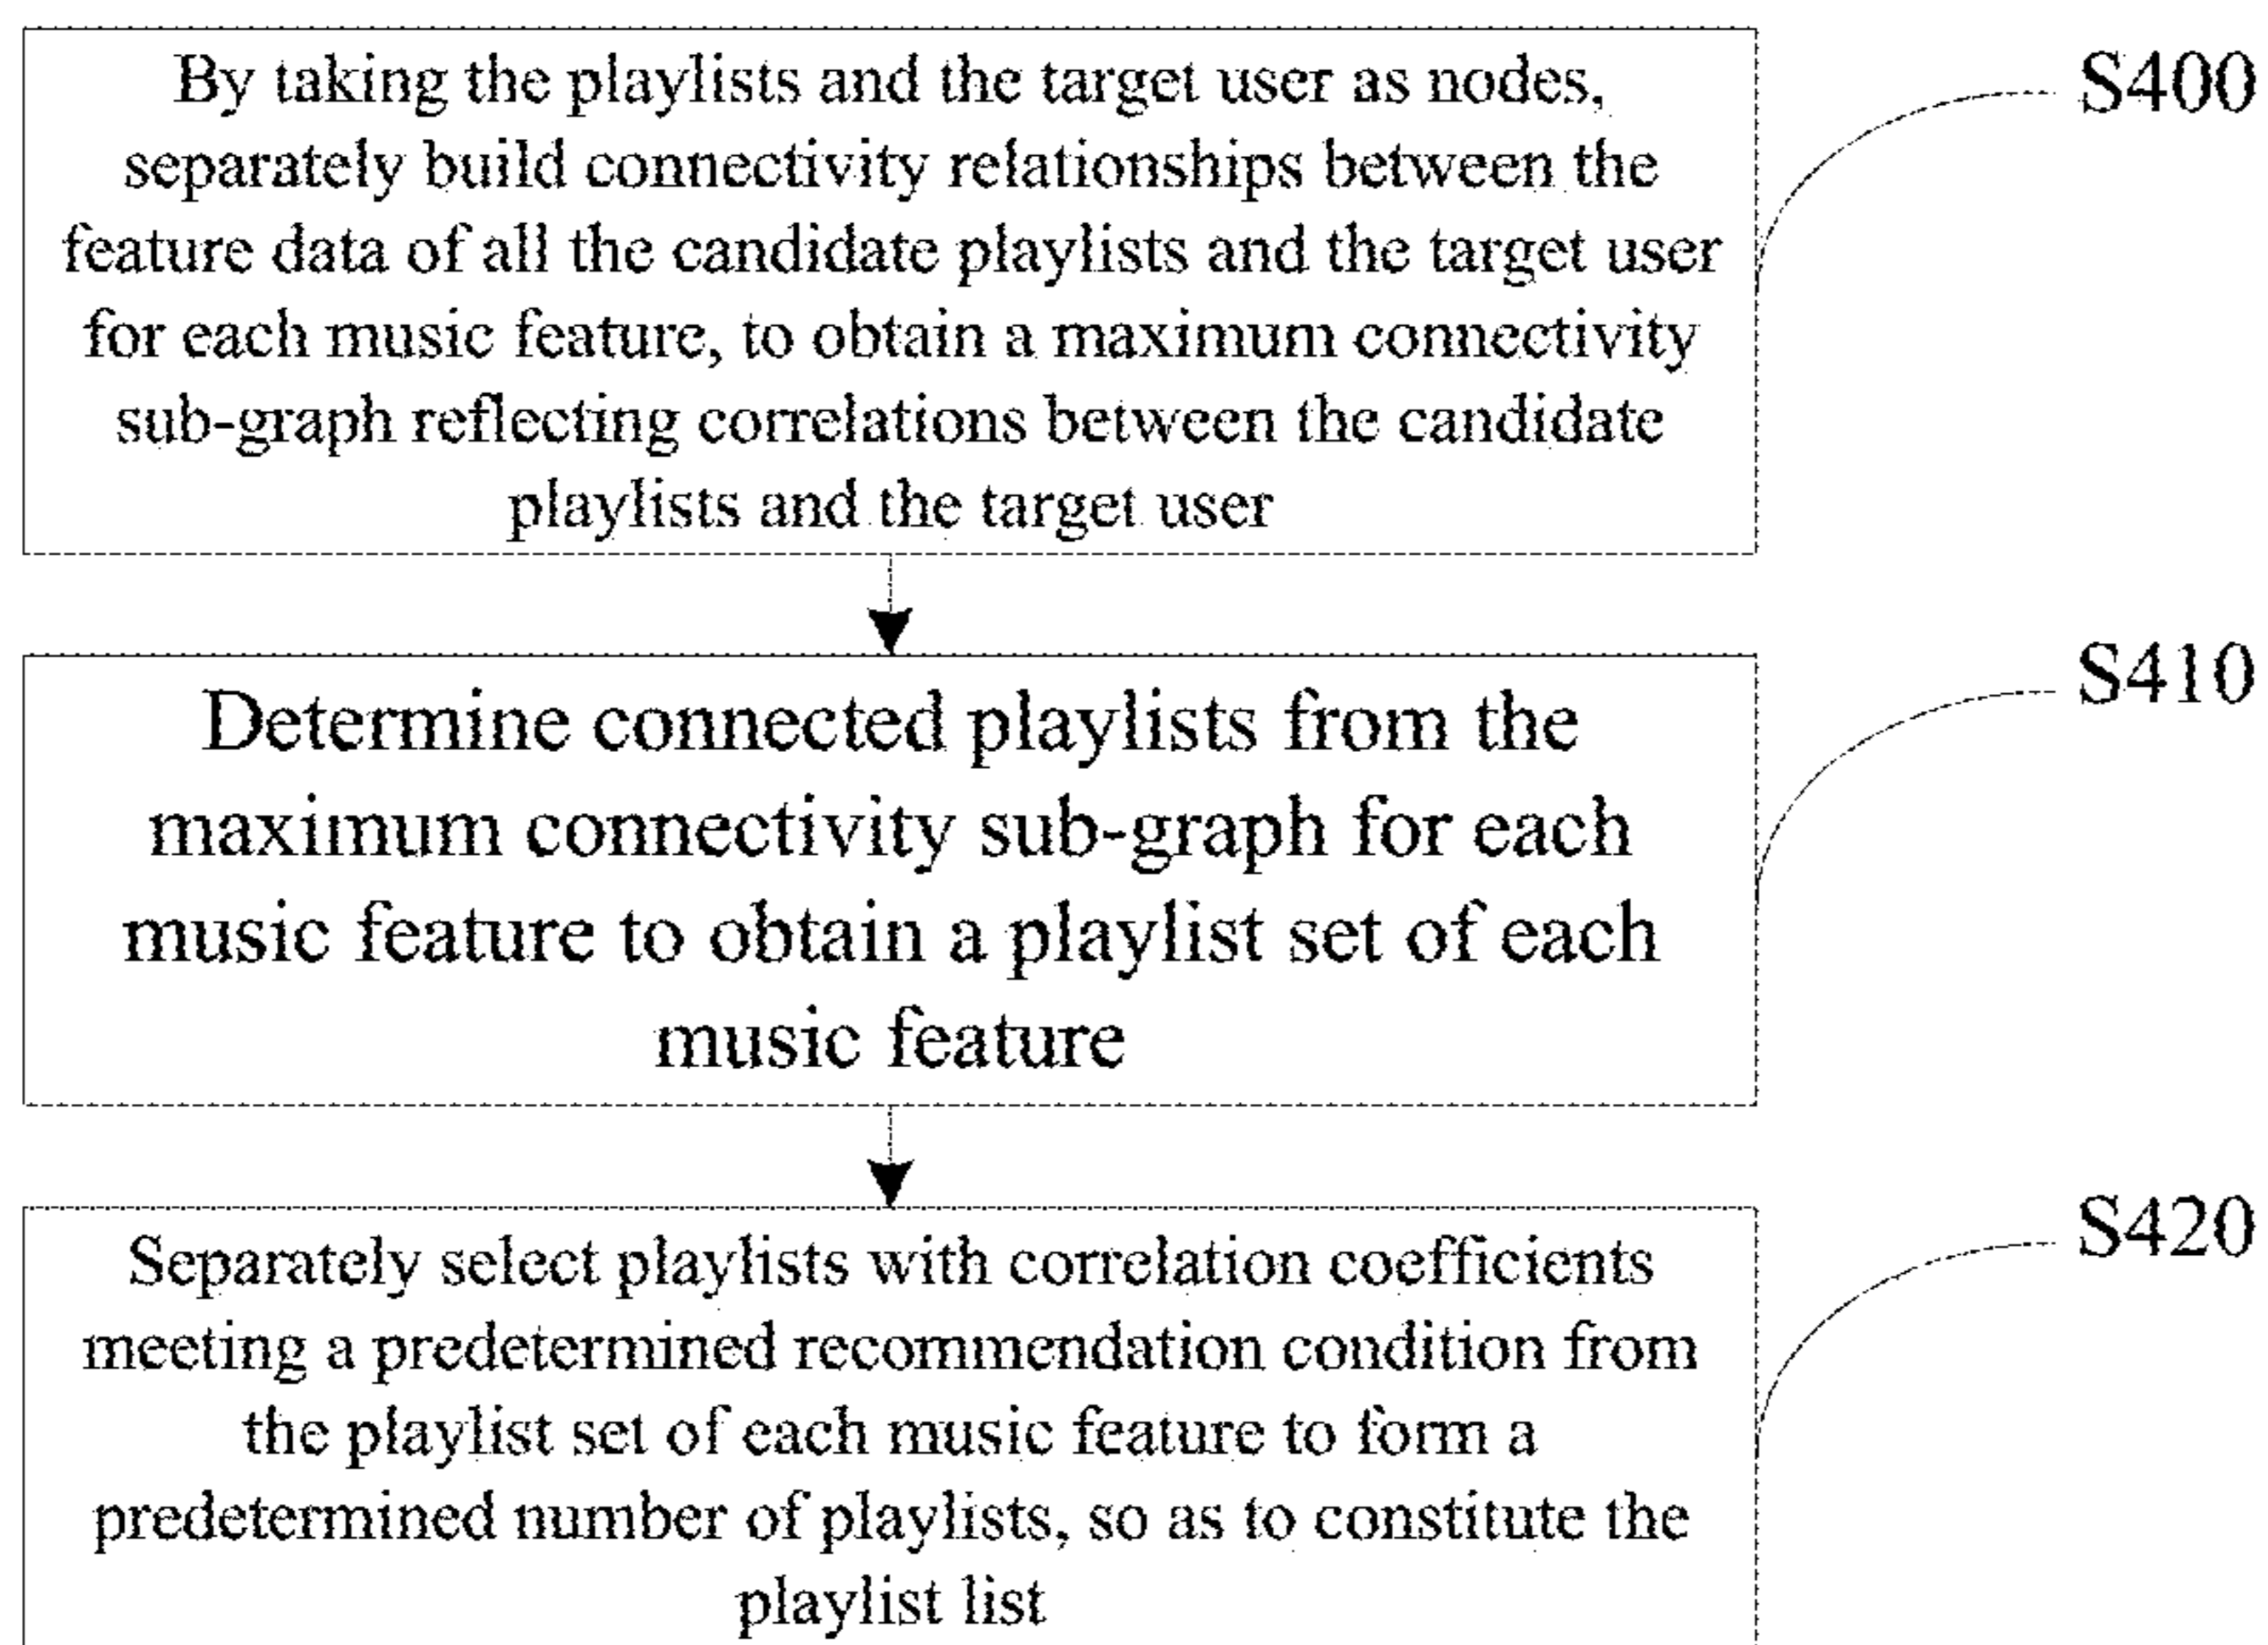 By taking the playlists and the target user as nodes,
separately build connectivity relationships between the
feature data of all the candidate playlists and the target user
for each music feature, to obtain a maximum connectivity
sub-graph reflecting correlations between the candidate
playlists and the target user
S400
Determine connected playlists from the
maximum connectivity sub-graph for each
music feature to obtain a playlist set of each
music feature
S410
Separately select playlists with correlation coefficients
meeting a predetermined recommendation condition from
the playlist set of each music feature to form a
predetermined number of playlists, so as to constitute the
playlist list
S420